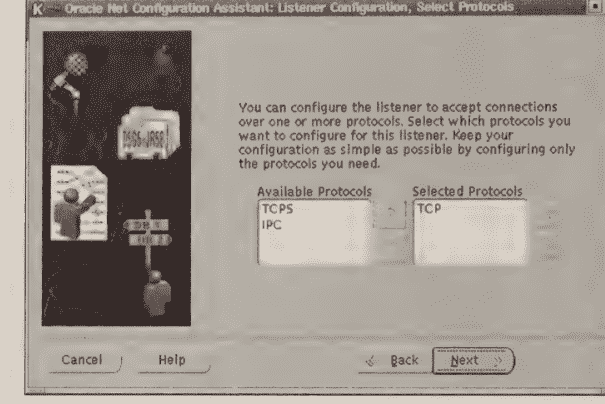 Oracle Net Configuration Assistant: Listener Configuration, Select Protocols
You can configure the listener to accept connections
over one or more protocols. Select which protocols you
want to configure for this listener. Keep your
configuration as simple as possible by configuring only
the protocols you need.
Available Protocols
Selected Protocols
TCPS
IPC
TCP
Cancel
Help
Back
Next